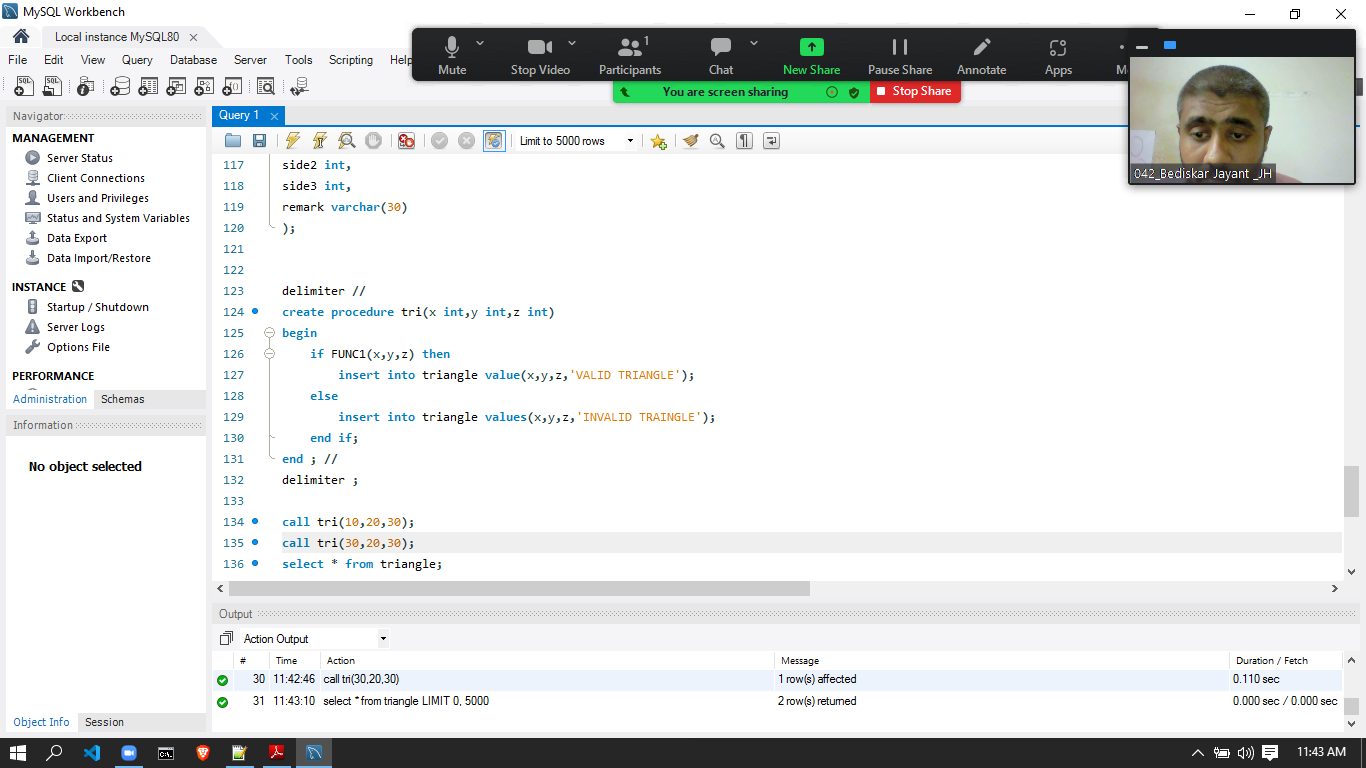 MySQL Workbench
Local instance MySQL80
File Edit View Query Database Server Tools Scripting Help
Mute Stop Video Participants 1 Chat New Share Pause Share Annotate Apps
You are screen sharing Stop Share
042_Bediskar Jayant _JH
Navigator
MANAGEMENT
Server Status
Client Connections
Users and Privileges
Status and System Variables
Data Export
Data Import/Restore
INSTANCE
Startup / Shutdown
Server Logs
Options File
PERFORMANCE
Administration Schemas
Information
No object selected
Object Info Session
Query 1
Limit to 5000 rows
117 side2 int,
118 side3 int,
119 remark varchar(30)
120 );
121
122
123 delimiter //
124 create procedure tri(x int,y int,z int)
125 begin
126 if FUNC1(x,y,z) then
127 insert into triangle value(x,y,z,'VALID TRIANGLE');
128 else
129 insert into triangle values(x,y,z,'INVALID TRAINGLE');
130 end if;
131 end ; //
132 delimiter ;
133
134 call tri(10,20,30);
135 call tri(30,20,30);
136 select * from triangle;
Output
Action Output
# Time Action Message Duration / Fetch
30 11:42:46 call tri(30,20,30) 1 row(s) affected 0.110 sec
31 11:43:10 select * from triangle LIMIT 0, 5000 2 row(s) returned 0.000 sec / 0.000 sec
11:43 AM